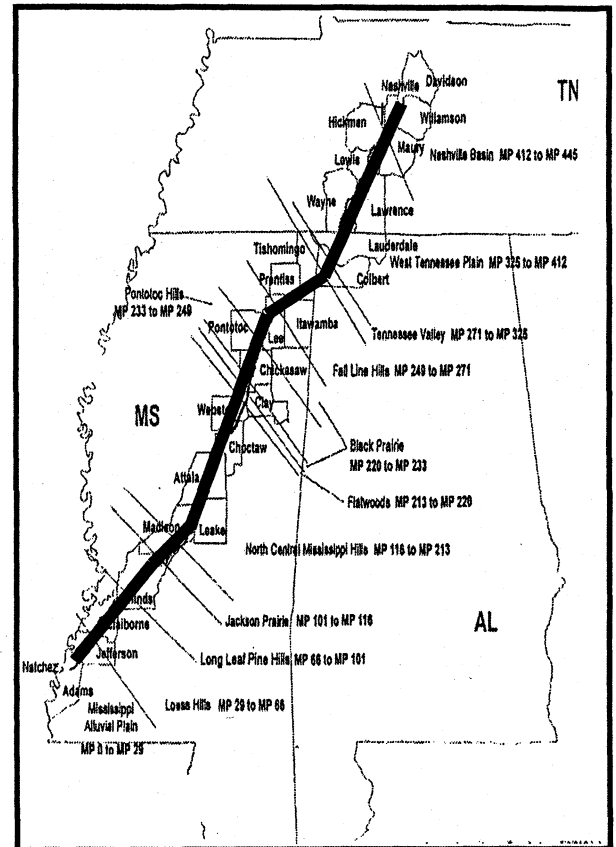 Nashville
Davidson
TN
Hickman
Williamson
Maury
Nashville Basin MP 412 to MP 445
Lewis
Wayne
Lawrence
Lauderdale
West Tennessee Plain MP 325 to MP 412
Tishomingo
Colbert
Prentiss
Pontotoc Hills
MP 233 to MP 249
Itawamba
Tennessee Valley MP 271 to MP 325
Pontotoc
Lee
Chickasaw
Fall Line Hills MP 249 to MP 271
MS
Webst
Clay
Choctaw
Black Prairie
MP 220 to MP 233
Attala
Flatwoods MP 213 to MP 220
Madison
Leake
North Central Mississippi Hills MP 116 to MP 213
Hinds
Jackson Prairie MP 101 to MP 116
AL
Claiborne
Jefferson
Long Leaf Pine Hills MP 66 to MP 101
Natchez
Adams
Loess Hills MP 29 to MP 66
Mississippi
Alluvial Plain
MP 0 to MP 29